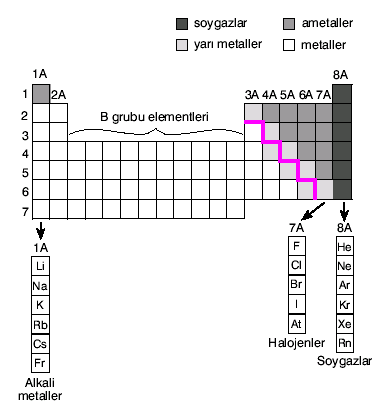 soygazlar ametaller
yarı metaller metaller
1A 8A
1 2A 3A 4A 5A 6A 7A
2 B grubu elementleri
3
4
5
6
7
1A 7A 8A
Li F He
Na Cl Ne
K Br Ar
Rb I Kr
Cs At Xe
Fr Halojenler Rn
Alkali Soygazlar
metaller